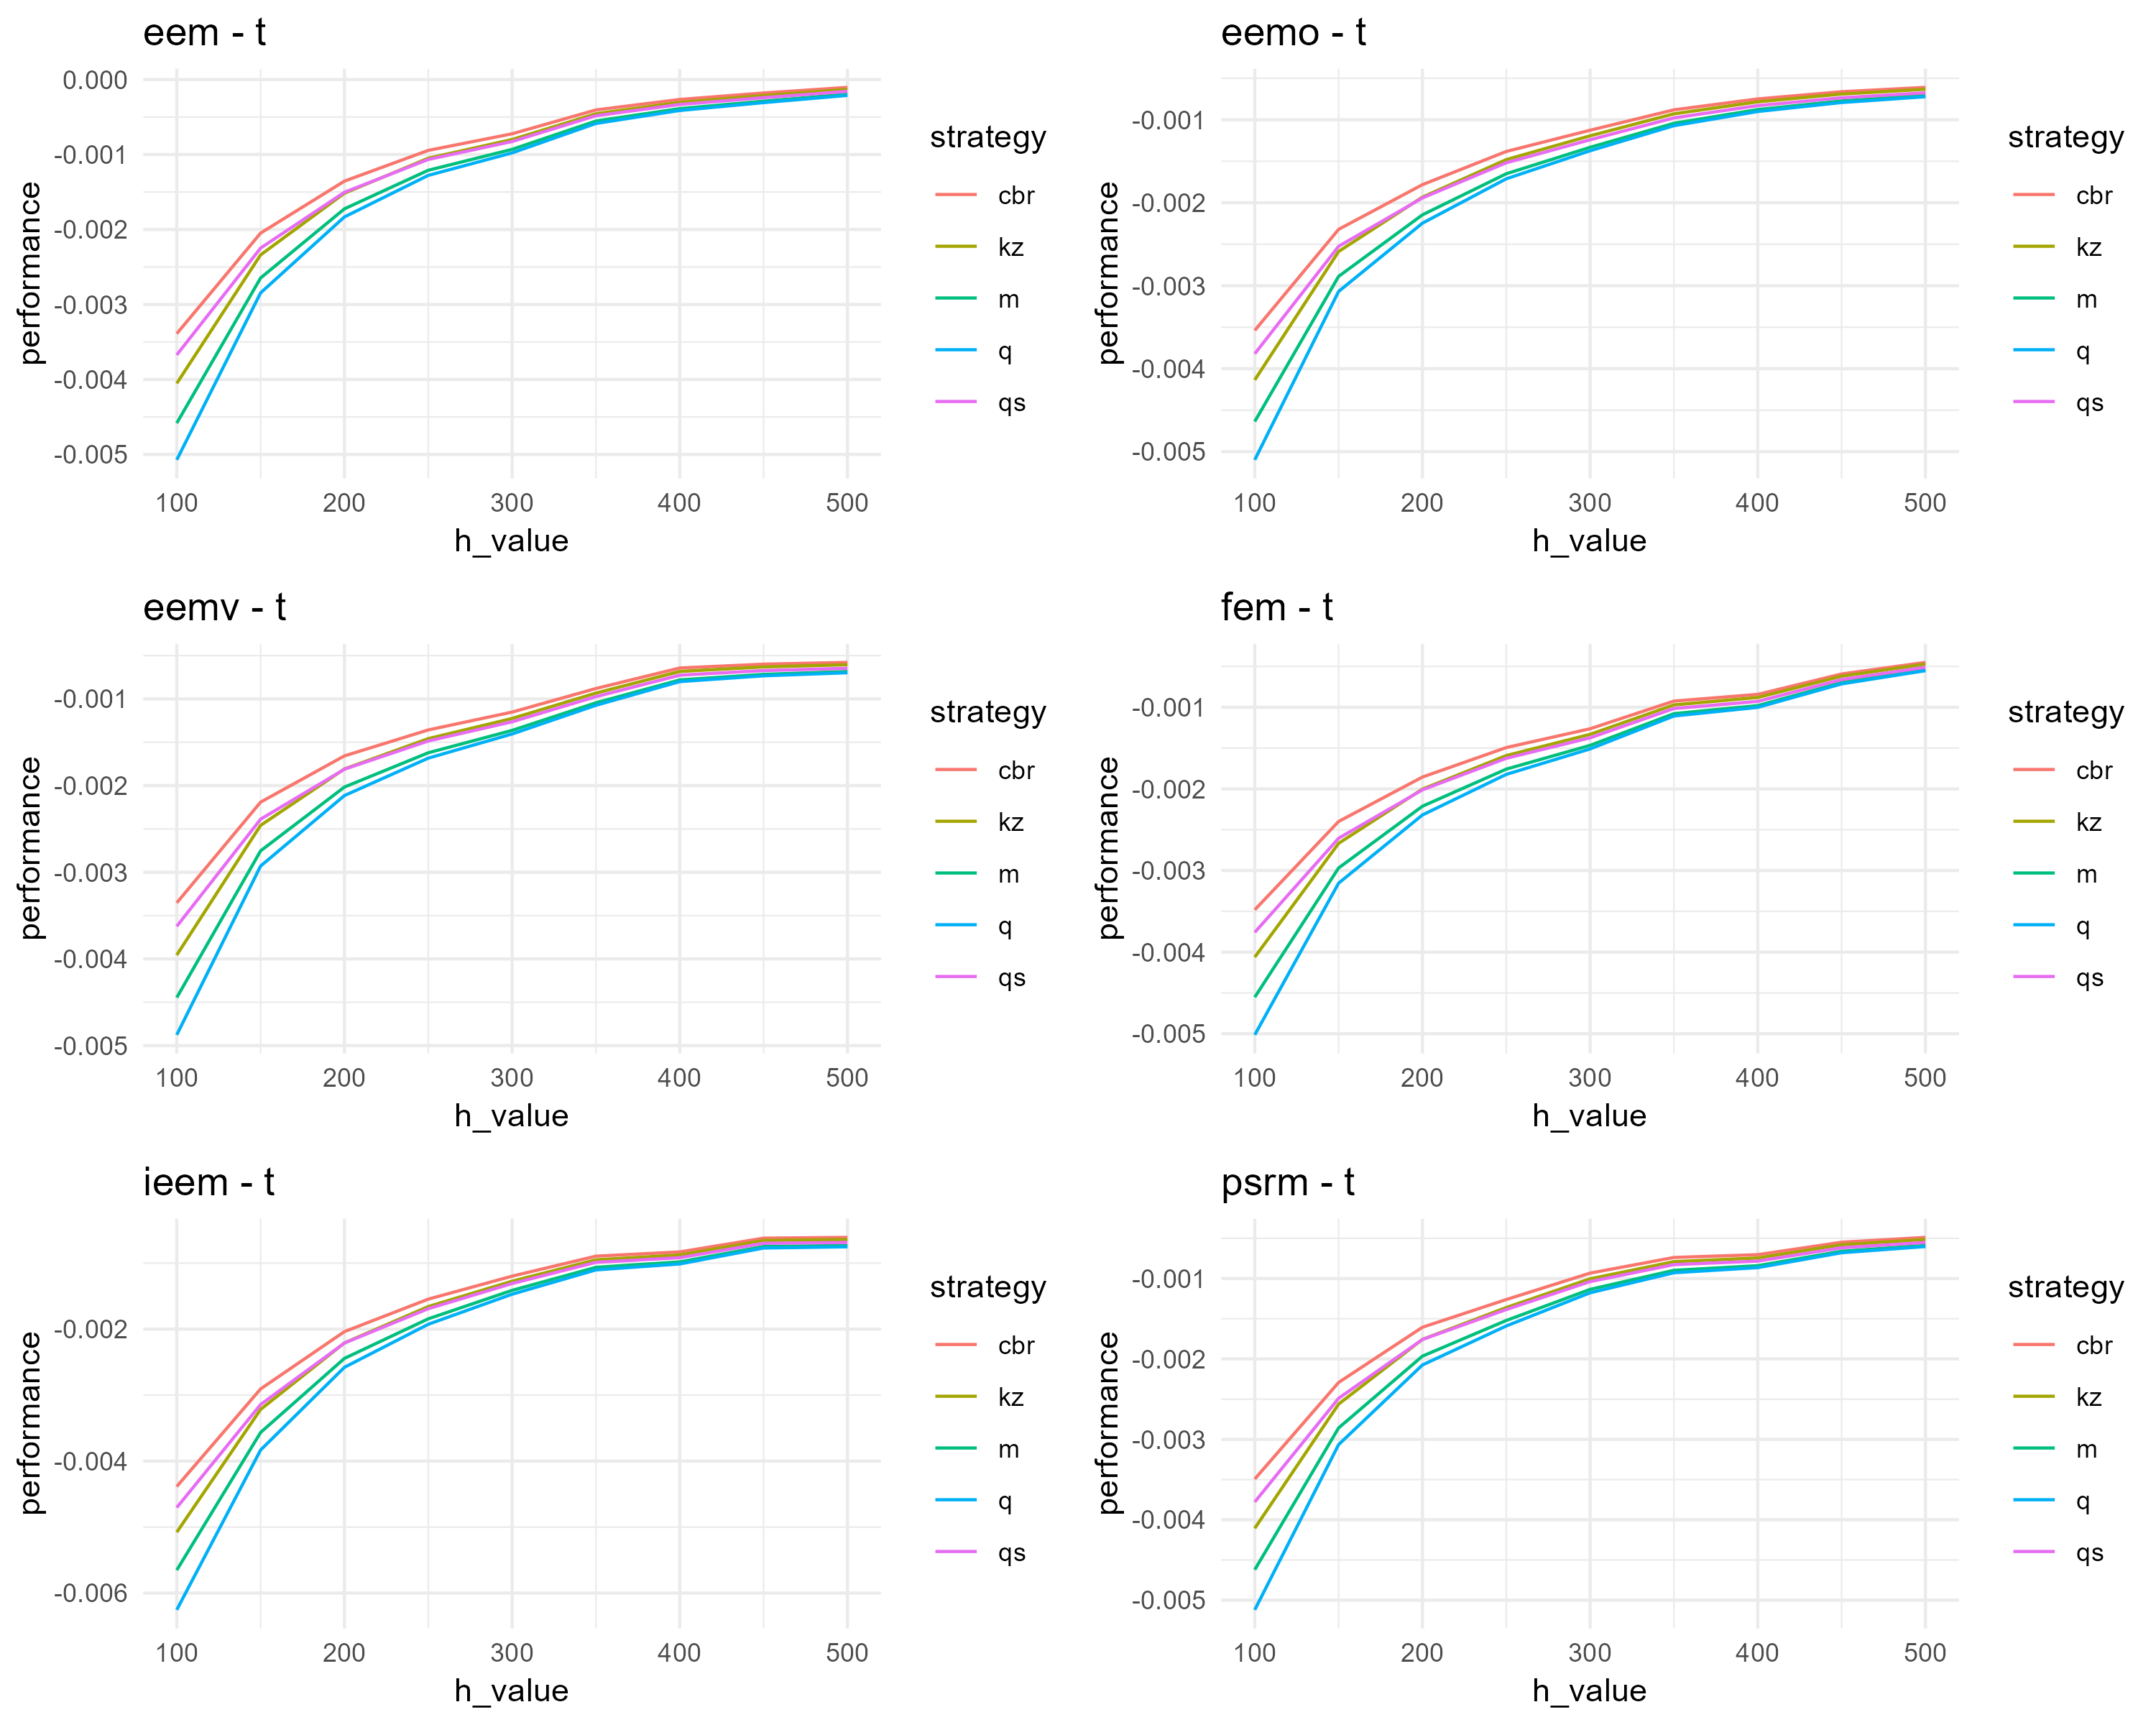 eem - t
performance
0.000
-0.001
-0.002
-0.003
-0.004
-0.005
100 200 300 400 500
h_value
strategy
cbr
kz
m
q
qs
eemo - t
performance
-0.001
-0.002
-0.003
-0.004
-0.005
100 200 300 400 500
h_value
strategy
cbr
kz
m
q
qs
eemv - t
performance
-0.001
-0.002
-0.003
-0.004
-0.005
100 200 300 400 500
h_value
strategy
cbr
kz
m
q
qs
fem - t
performance
-0.001
-0.002
-0.003
-0.004
-0.005
100 200 300 400 500
h_value
strategy
cbr
kz
m
q
qs
ieem - t
performance
-0.002
-0.004
-0.006
100 200 300 400 500
h_value
strategy
cbr
kz
m
q
qs
psrm - t
performance
-0.001
-0.002
-0.003
-0.004
-0.005
100 200 300 400 500
h_value
strategy
cbr
kz
m
q
qs